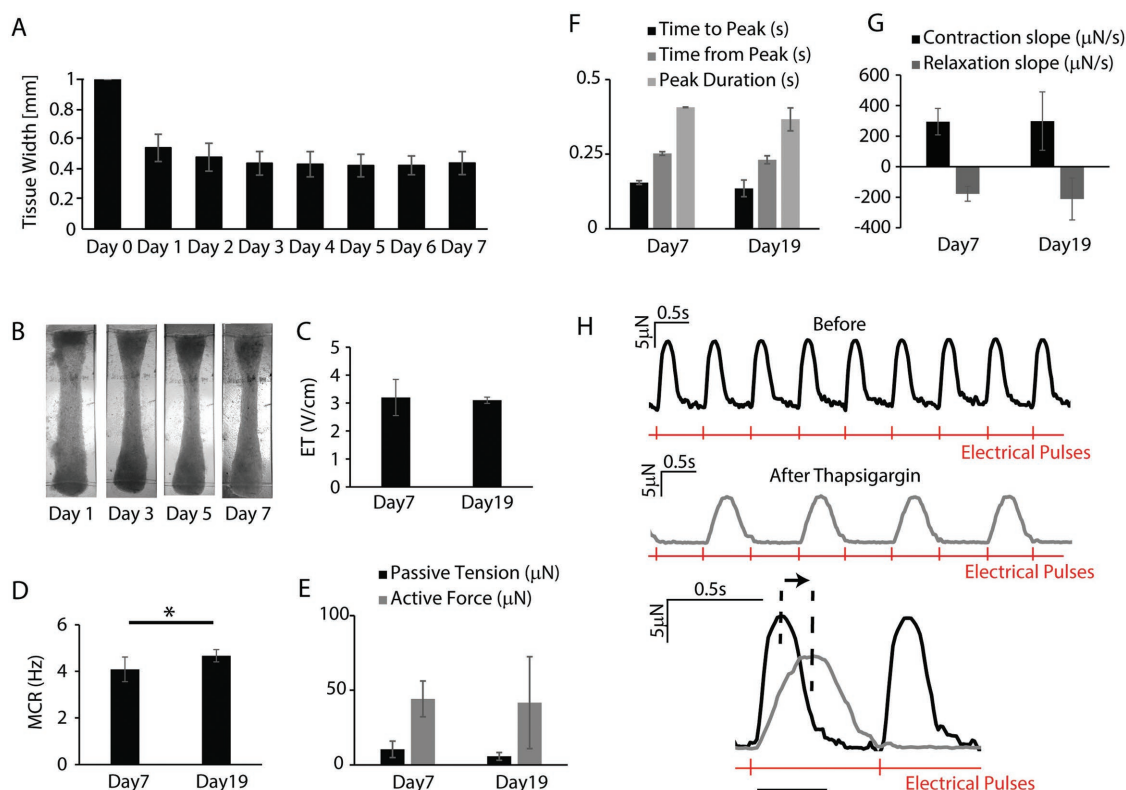 A
Tissue Width [mm]
1
0.8
0.6
0.4
0.2
0
Day 0 Day 1 Day 2 Day 3 Day 4 Day 5 Day 6 Day 7
B
Day 1 Day 3 Day 5 Day 7
C
ET (V/cm)
5
4
3
2
1
0
Day7 Day19
D
MCR (Hz)
6
4
2
0
*
Day7 Day19
E
Passive Tension (μN)
Active Force (μN)
100
50
0
Day7 Day19
F
Time to Peak (s)
Time from Peak (s)
Peak Duration (s)
0.5
0.25
0
Day7 Day19
G
Contraction slope (μN/s)
Relaxation slope (μN/s)
600
400
200
0
-200
-400
Day7 Day19
H
0.5s
5μN
Before
Electrical Pulses
0.5s
5μN
After Thapsigargin
Electrical Pulses
0.5s
5μN
Electrical Pulses